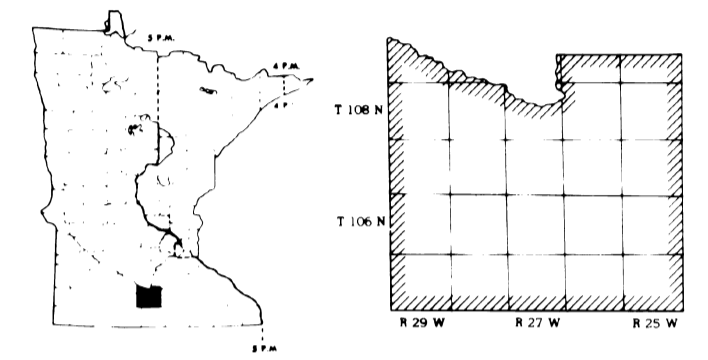 5 P.M.
4 P.M.
4 P.
5 P.M
T 108 N
T 106 N
R 29 W
R 27 W
R 25 W